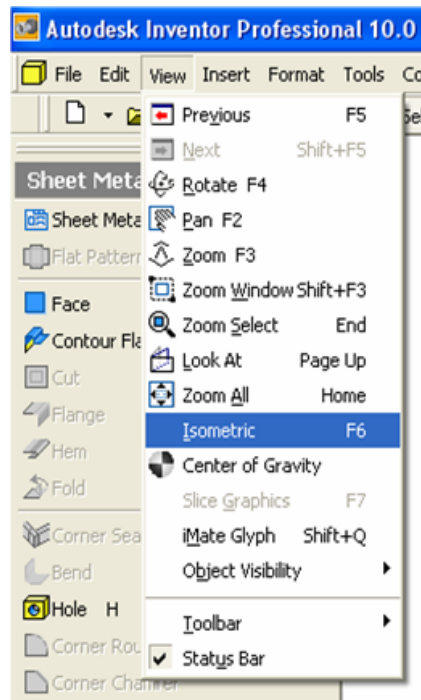 Autodesk Inventor Professional 10.0
File Edit View Insert Format Tools
Previous F5
Next Shift+F5
Sheet Meta
Rotate F4
Sheet Meta
Pan F2
Flat Pattern
Zoom F3
Zoom Window Shift+F3
Face
Zoom Select End
Contour Fla
Look At Page Up
Cut
Zoom All Home
Flange
Isometric F6
Hem
Center of Gravity
Fold
Slice Graphics F7
Corner Sea
iMate Glyph Shift+Q
Bend
Object Visibility
Hole H
Toolbar
Corner Rou
Status Bar
Corner Chamfer